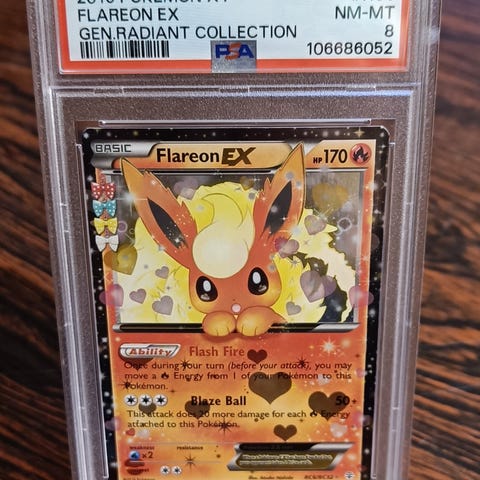 FLAREON EX
NM-MT
GEN.RADIANT COLLECTION
8
PSA
106686052
BASIC
Flareon EX
HP170
Ability
Flash Fire
Once during your turn (before your attack), you may
move a Energy from 1 of your Pokémon to this
Pokémon.
Blaze Ball 50+
This attack does 20 more damage for each Energy
attached to this Pokémon.
weakness
resistance
×2